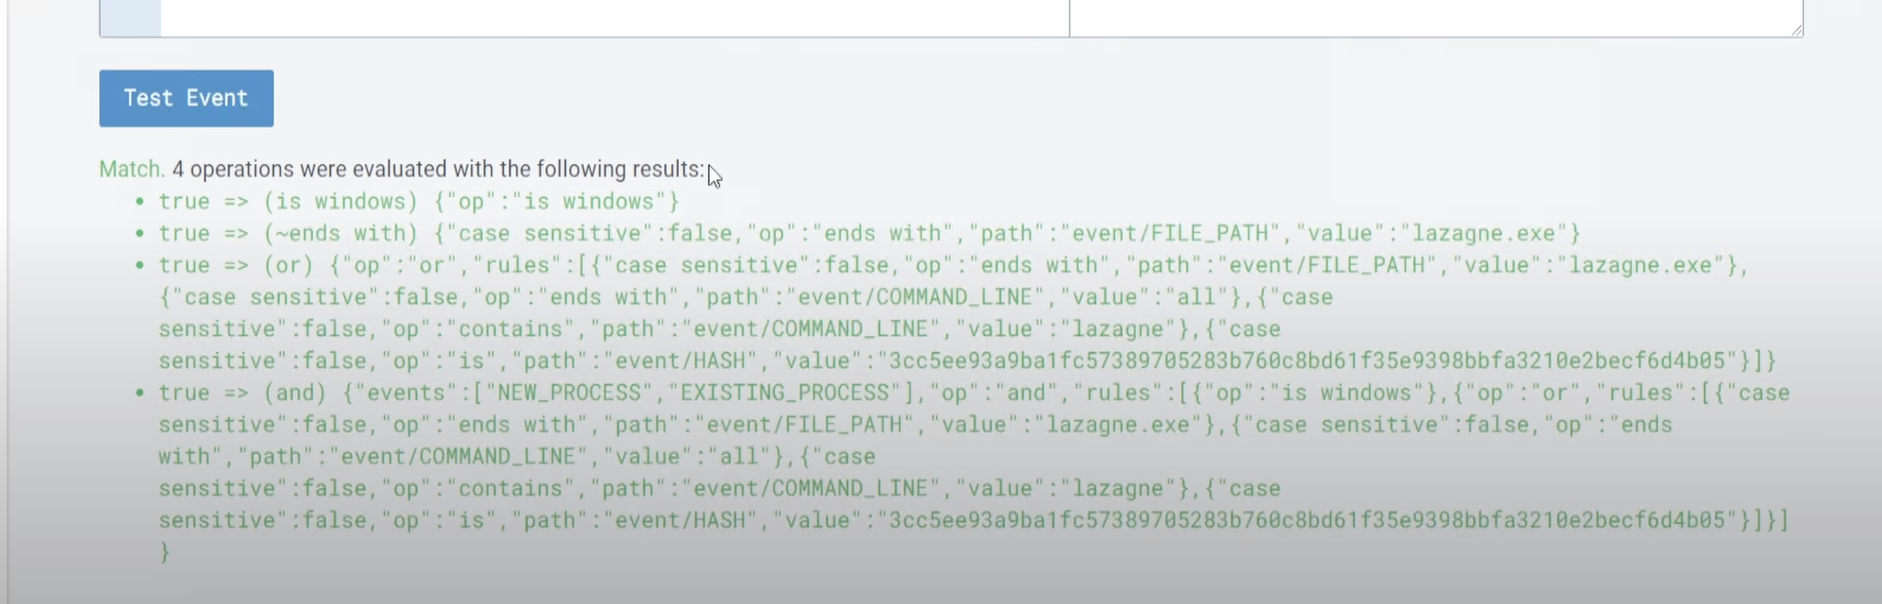 Test Event
Match. 4 operations were evaluated with the following results:
• true => (is windows) {"op":"is windows"}
• true => (~ends with) {"case sensitive":false,"op":"ends with","path":"event/FILE_PATH","value":"lazagne.exe"}
• true => (or) {"op":"or","rules":[{"case sensitive":false,"op":"ends with","path":"event/FILE_PATH","value":"lazagne.exe"},
{"case sensitive":false,"op":"ends with","path":"event/COMMAND_LINE","value":"all"},{"case
sensitive":false,"op":"contains","path":"event/COMMAND_LINE","value":"lazagne"},{"case
sensitive":false,"op":"is","path":"event/HASH","value":"3cc5ee93a9ba1fc57389705283b760c8bd61f35e9398bbfa3210e2becf6d4b05"}]}
• true => (and) {"events":["NEW_PROCESS","EXISTING_PROCESS"],"op":"and","rules":[{"op":"is windows"},{"op":"or","rules":[{"case
sensitive":false,"op":"ends with","path":"event/FILE_PATH","value":"lazagne.exe"},{"case sensitive":false,"op":"ends
with","path":"event/COMMAND_LINE","value":"all"},{"case
sensitive":false,"op":"contains","path":"event/COMMAND_LINE","value":"lazagne"},{"case
sensitive":false,"op":"is","path":"event/HASH","value":"3cc5ee93a9ba1fc57389705283b760c8bd61f35e9398bbfa3210e2becf6d4b05"}]}]
}